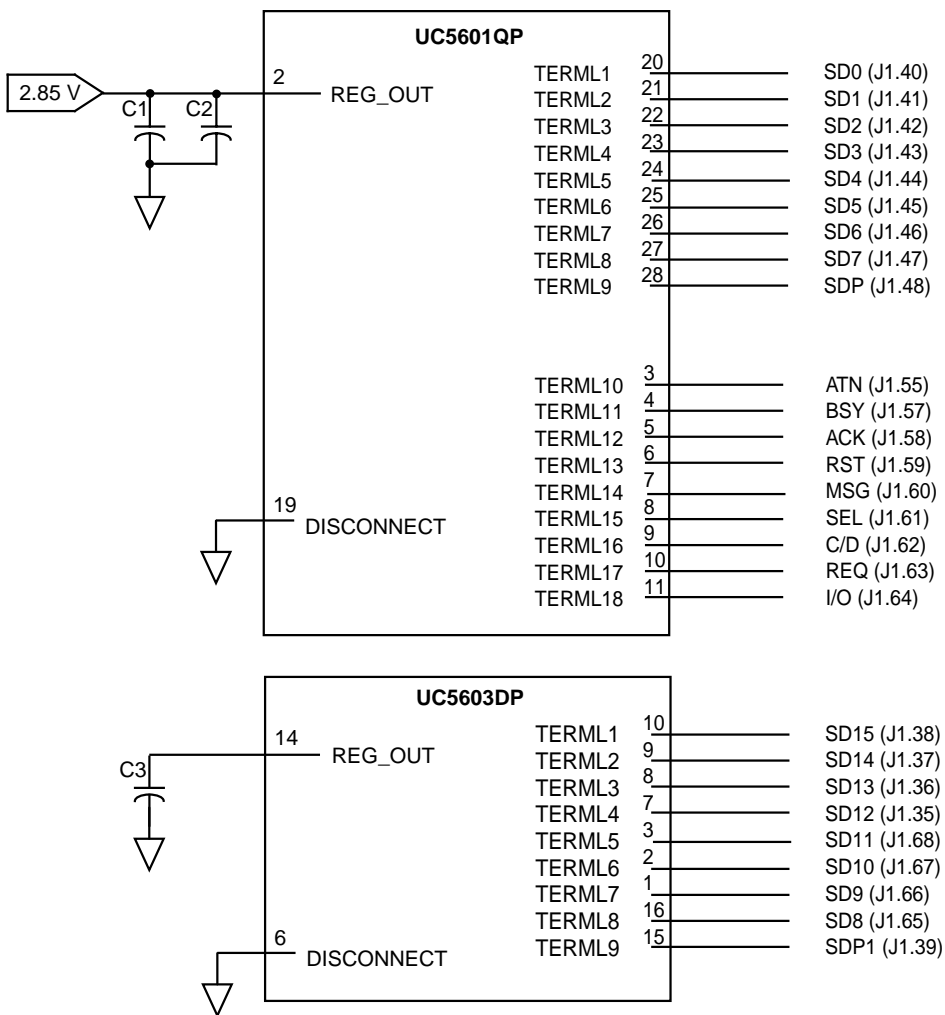 UC5601QP
2.85 V
C1
C2
2
REG_OUT
TERML1 20 SD0 (J1.40)
TERML2 21 SD1 (J1.41)
TERML3 22 SD2 (J1.42)
TERML4 23 SD3 (J1.43)
TERML5 24 SD4 (J1.44)
TERML6 25 SD5 (J1.45)
TERML7 26 SD6 (J1.46)
TERML8 27 SD7 (J1.47)
TERML9 28 SDP (J1.48)
TERML10 3 ATN (J1.55)
TERML11 4 BSY (J1.57)
TERML12 5 ACK (J1.58)
TERML13 6 RST (J1.59)
TERML14 7 MSG (J1.60)
TERML15 8 SEL (J1.61)
TERML16 9 C/D (J1.62)
TERML17 10 REQ (J1.63)
TERML18 11 I/O (J1.64)
19
DISCONNECT
UC5603DP
14
REG_OUT
C3
TERML1 10 SD15 (J1.38)
TERML2 9 SD14 (J1.37)
TERML3 8 SD13 (J1.36)
TERML4 7 SD12 (J1.35)
TERML5 3 SD11 (J1.68)
TERML6 2 SD10 (J1.67)
TERML7 1 SD9 (J1.66)
TERML8 16 SD8 (J1.65)
TERML9 15 SDP1 (J1.39)
6
DISCONNECT